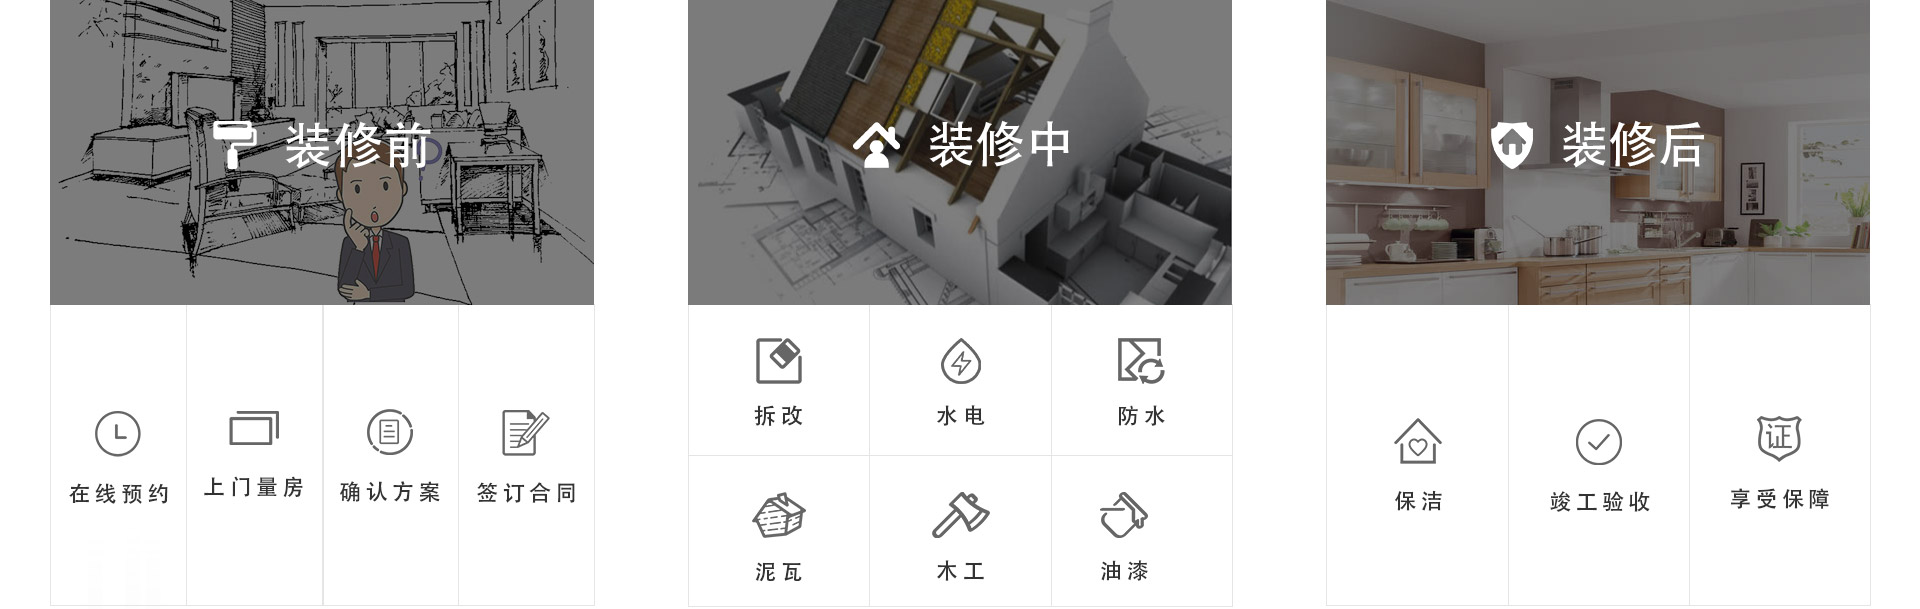 装修前
在线预约
上门量房
确认方案
签订合同
装修中
拆改
水电
防水
泥瓦
木工
油漆
装修后
保洁
竣工验收
证
享受保障